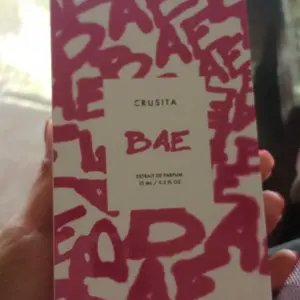 CRUSITA
BAE
EXTRAIT DE PARFUM
15 ML / 0.5 FL OZ